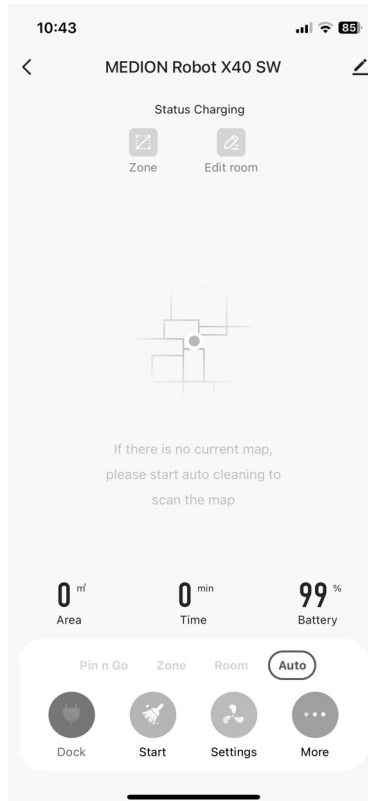 10:43
85
MEDION Robot X40 SW
Status Charging
Zone
Edit room
If there is no current map,
please start auto cleaning to
scan the map
0 ㎡
0 min
99 %
Area
Time
Battery
Pin n Go
Zone
Room
Auto
Dock
Start
Settings
More